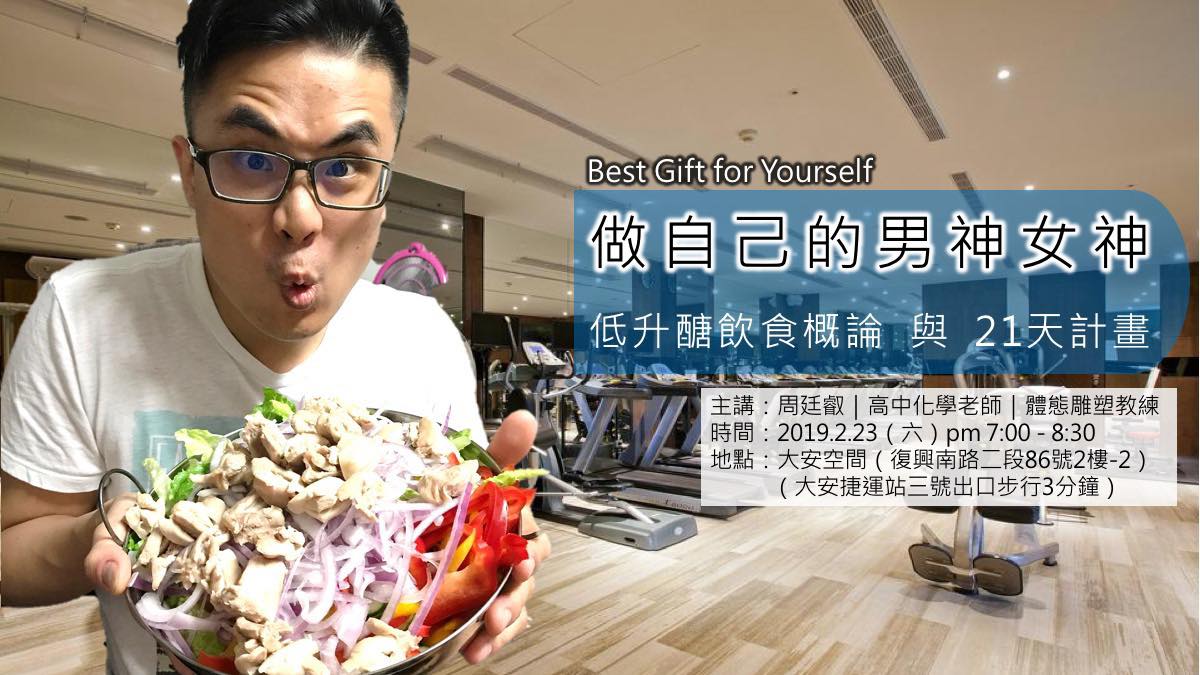 Best Gift for Yourself
做自己的男神女神
低升醣飲食概論 與 21天計畫
主講：周廷叡｜高中化學老師｜體態雕塑教練
時間：2019.2.23（六）pm 7:00 - 8:30
地點：大安空間（復興南路二段86號2樓-2）
（大安捷運站三號出口步行3分鐘）